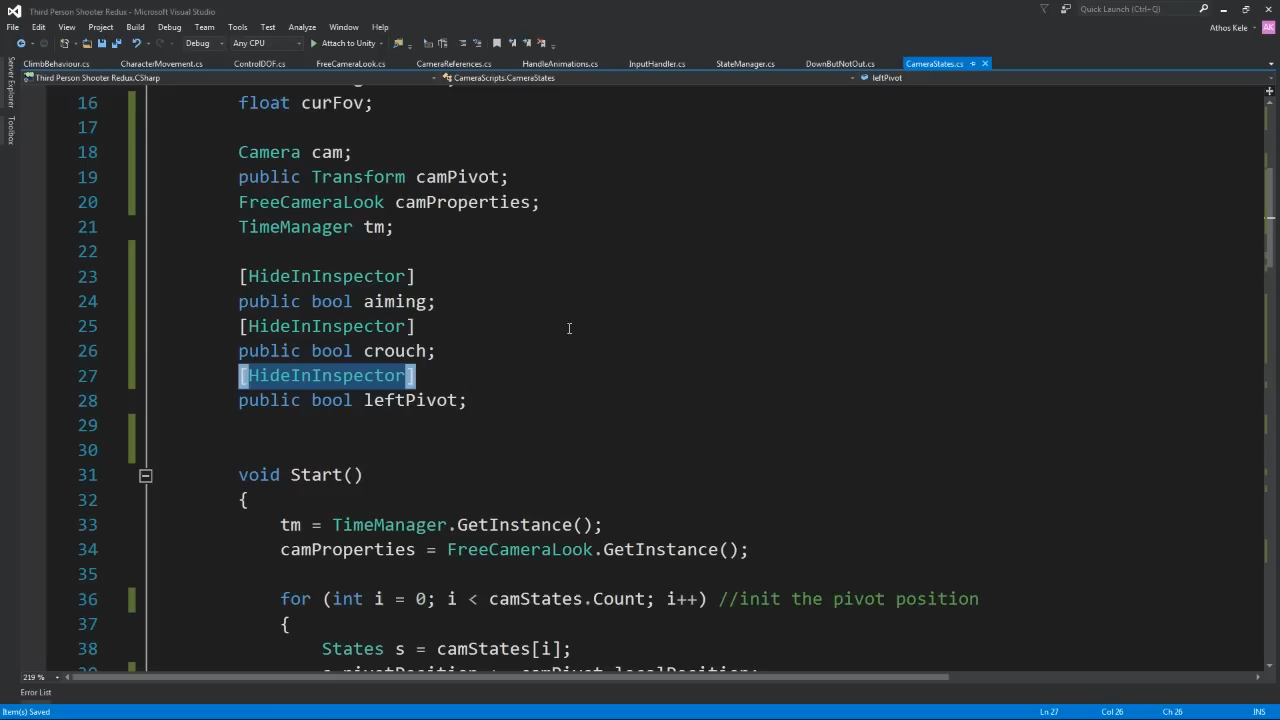 Third Person Shooter Redux - Microsoft Visual Studio
Quick Launch (Ctrl+Q)
File Edit View Project Build Debug Team Tools Test Analyze Window Help
Athos Kele
AK
Debug Any CPU Attach to Unity
ClimbBehaviour.cs CharacterMovement.cs ControlDOF.cs FreeCameraLook.cs CameraReferences.cs HandleAnimations.cs InputHandler.cs StateManager.cs DownButNotOut.cs CameraStates.cs
Third Person Shooter Redux.CSharp CameraScripts.CameraStates leftPivot
Server Explorer
Toolbox
16 float curFov;
17
18 Camera cam;
19 public Transform camPivot;
20 FreeCameraLook camProperties;
21 TimeManager tm;
22
23 [HideInInspector]
24 public bool aiming;
25 [HideInInspector]
26 public bool crouch;
27 [HideInInspector]
28 public bool leftPivot;
29
30
31 void Start()
32 {
33 tm = TimeManager.GetInstance();
34 camProperties = FreeCameraLook.GetInstance();
35
36 for (int i = 0; i < camStates.Count; i++) //init the pivot position
37 {
38 States s = camStates[i];
219 %
Error List
Item(s) Saved Ln 27 Col 26 Ch 26 INS